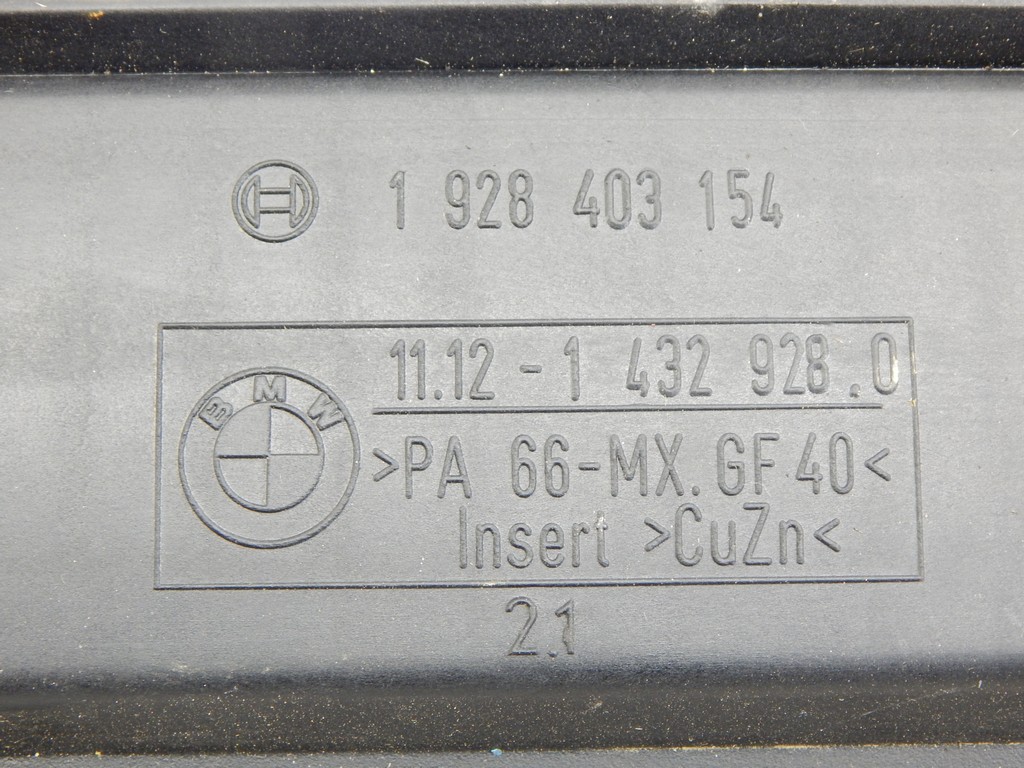 1 928 403 154
11.12 - 1 432 928.0
BMW
>PA 66-MX.GF 40<
Insert >CuZn<
2.1